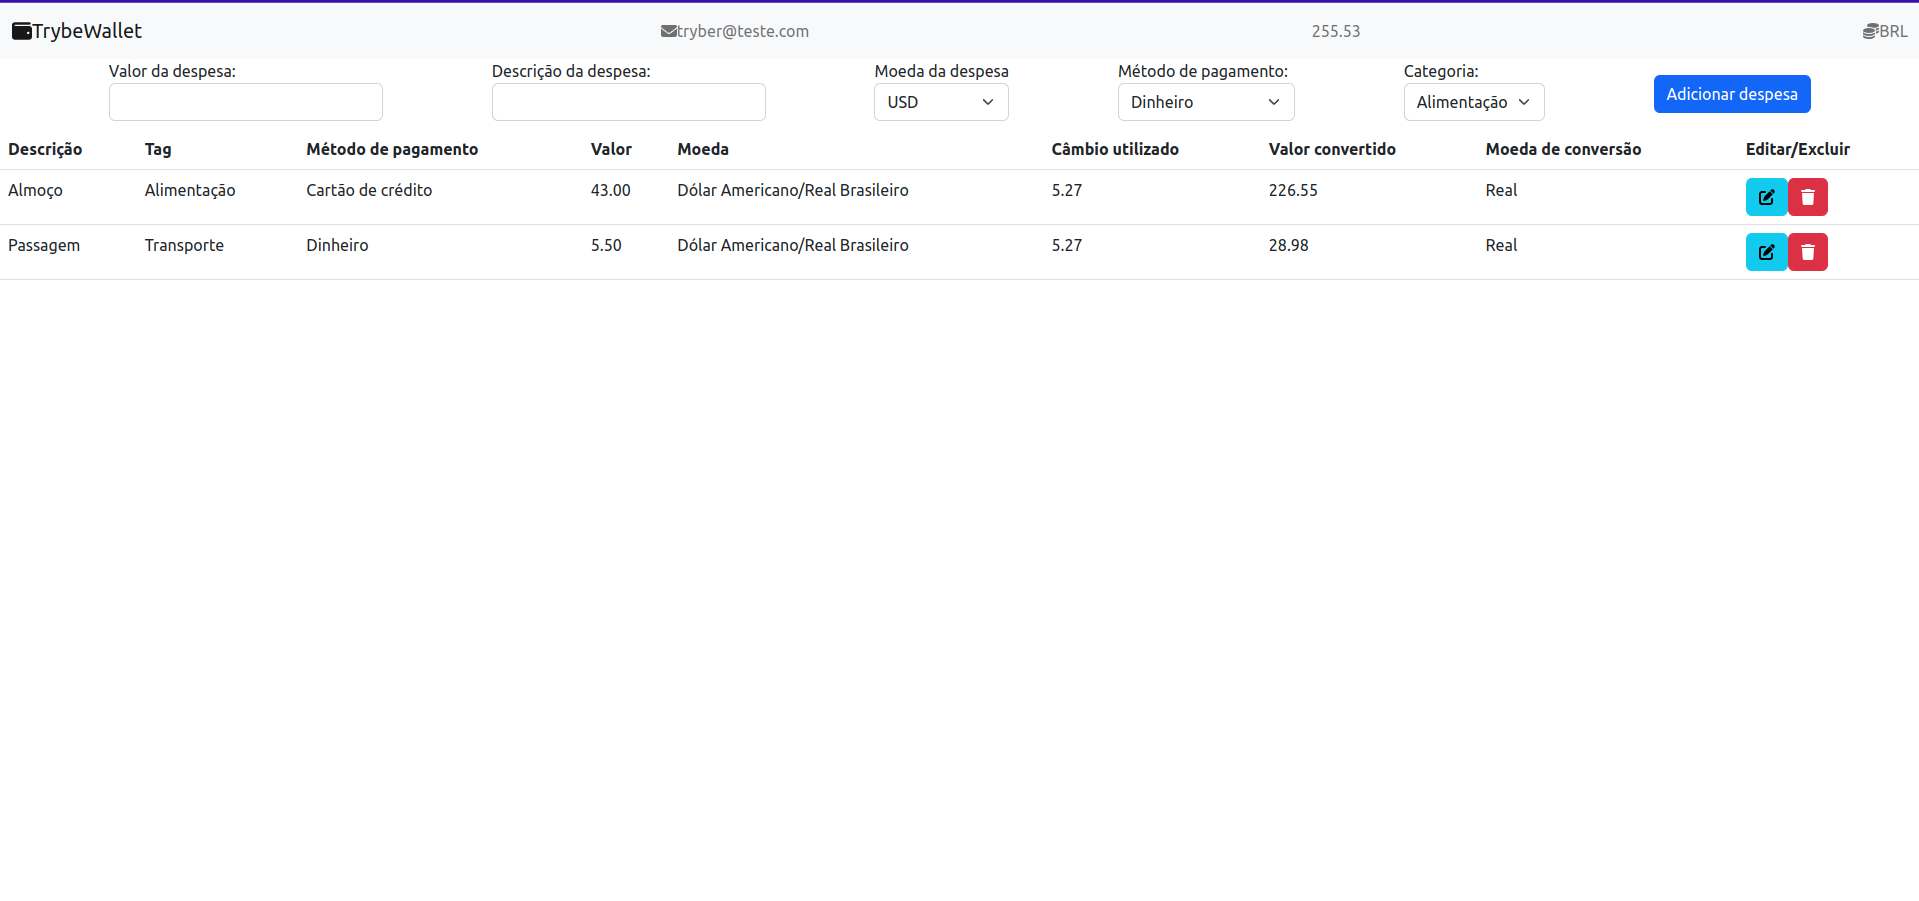 TrybeWallet tryber@teste.com 255.53 BRL
Valor da despesa: Descrição da despesa: Moeda da despesa Método de pagamento: Categoria:
USD Dinheiro Alimentação Adicionar despesa
Descrição Tag Método de pagamento Valor Moeda Câmbio utilizado Valor convertido Moeda de conversão Editar/Excluir
Almoço Alimentação Cartão de crédito 43.00 Dólar Americano/Real Brasileiro 5.27 226.55 Real
Passagem Transporte Dinheiro 5.50 Dólar Americano/Real Brasileiro 5.27 28.98 Real